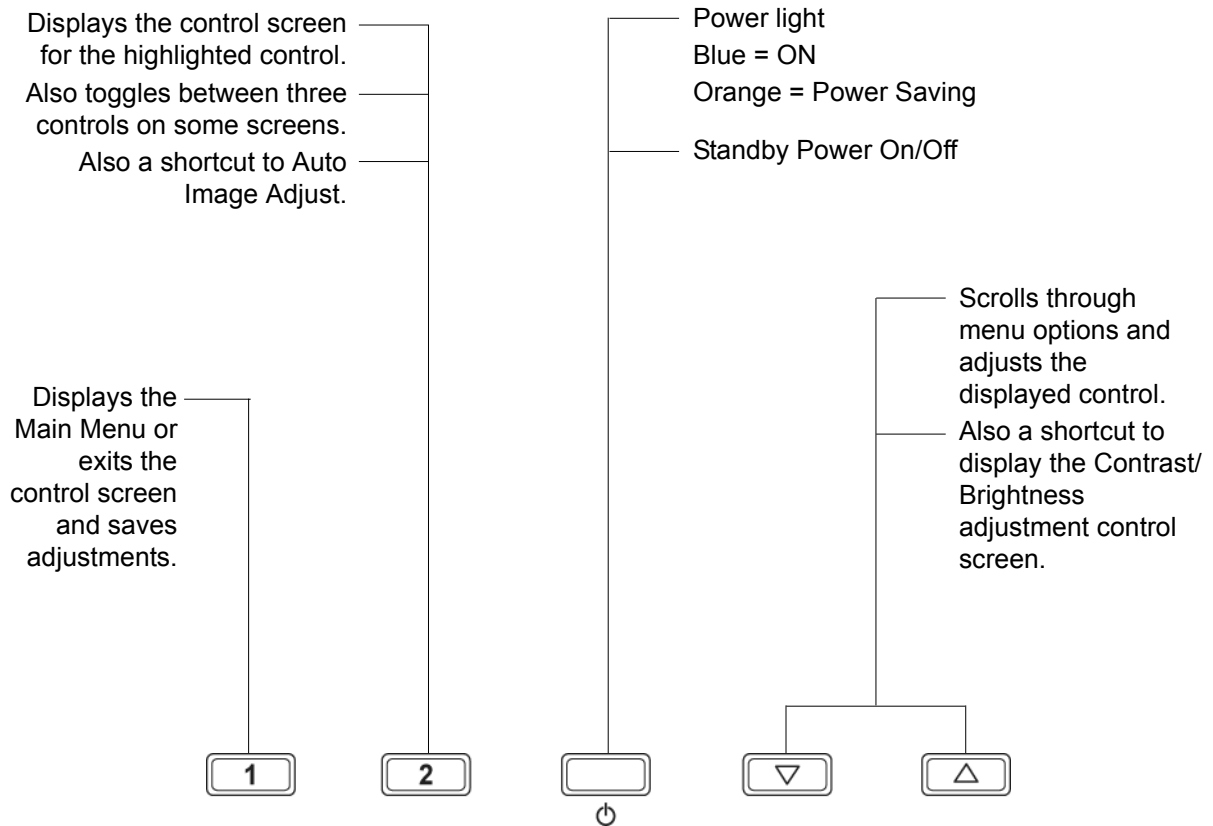 Displays the control screen
for the highlighted control.
Also toggles between three
controls on some screens.
Also a shortcut to Auto
Image Adjust.
Power light
Blue = ON
Orange = Power Saving
Standby Power On/Off
Displays the
Main Menu or
exits the
control screen
and saves
adjustments.
Scrolls through
menu options and
adjusts the
displayed control.
Also a shortcut to
display the Contrast/
Brightness
adjustment control
screen.
1
2